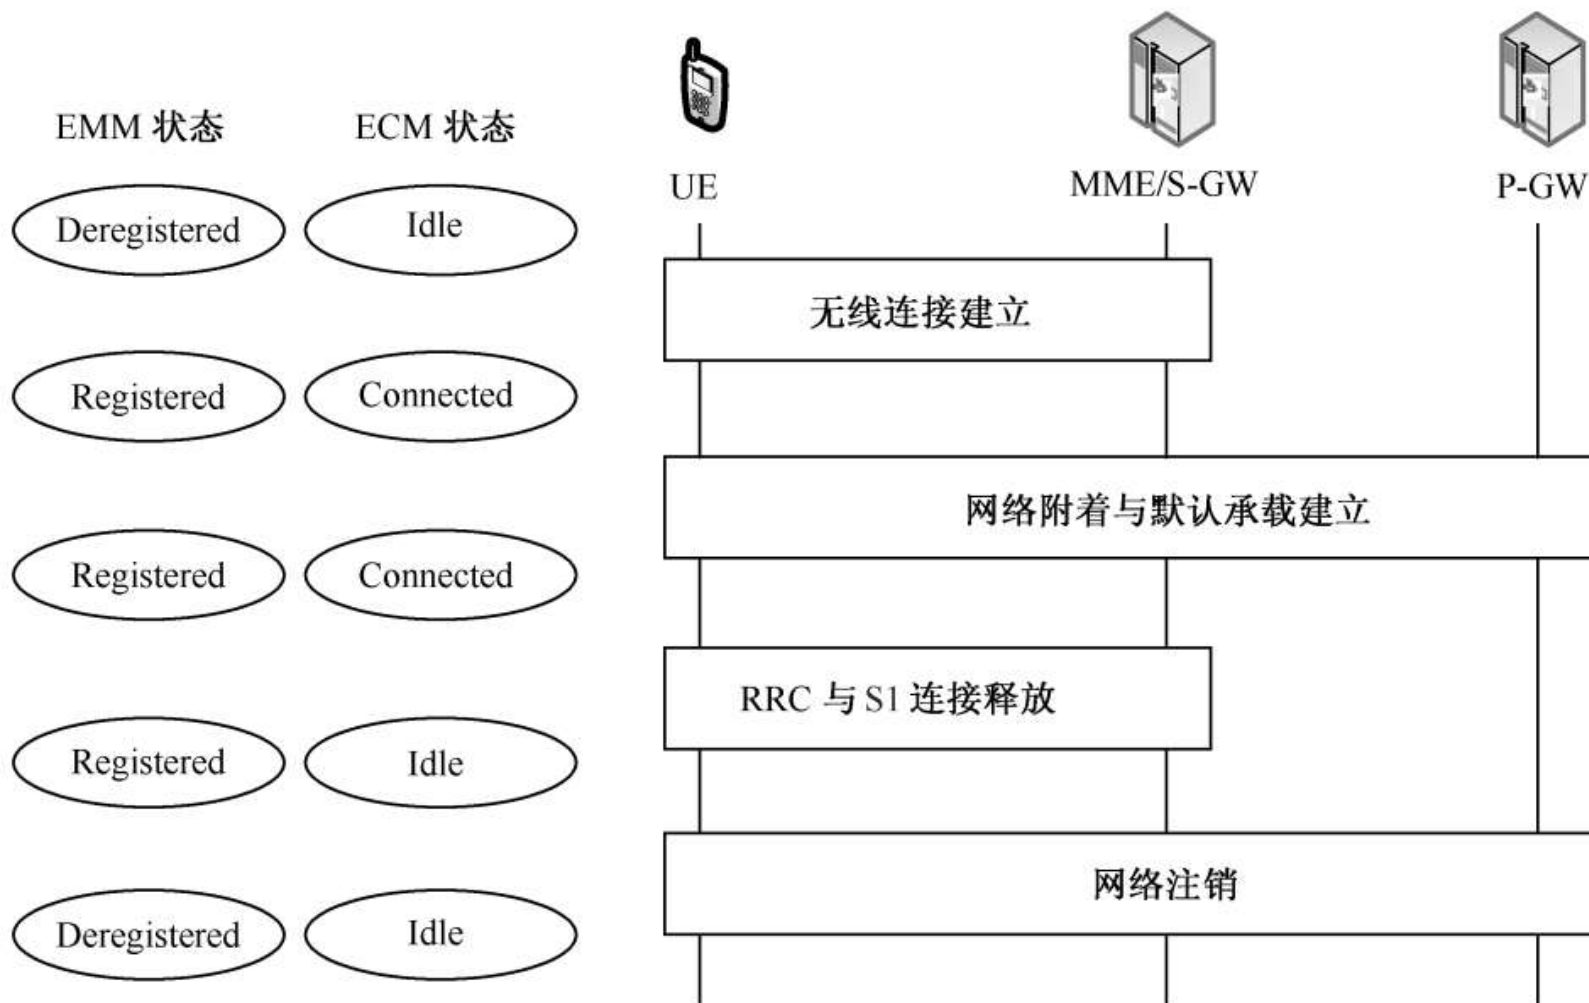 EMM 状态 ECM 状态
UE MME/S-GW P-GW
Deregistered Idle
无线连接建立
Registered Connected
网络附着与默认承载建立
Registered Connected
RRC 与 S1 连接释放
Registered Idle
网络注销
Deregistered Idle